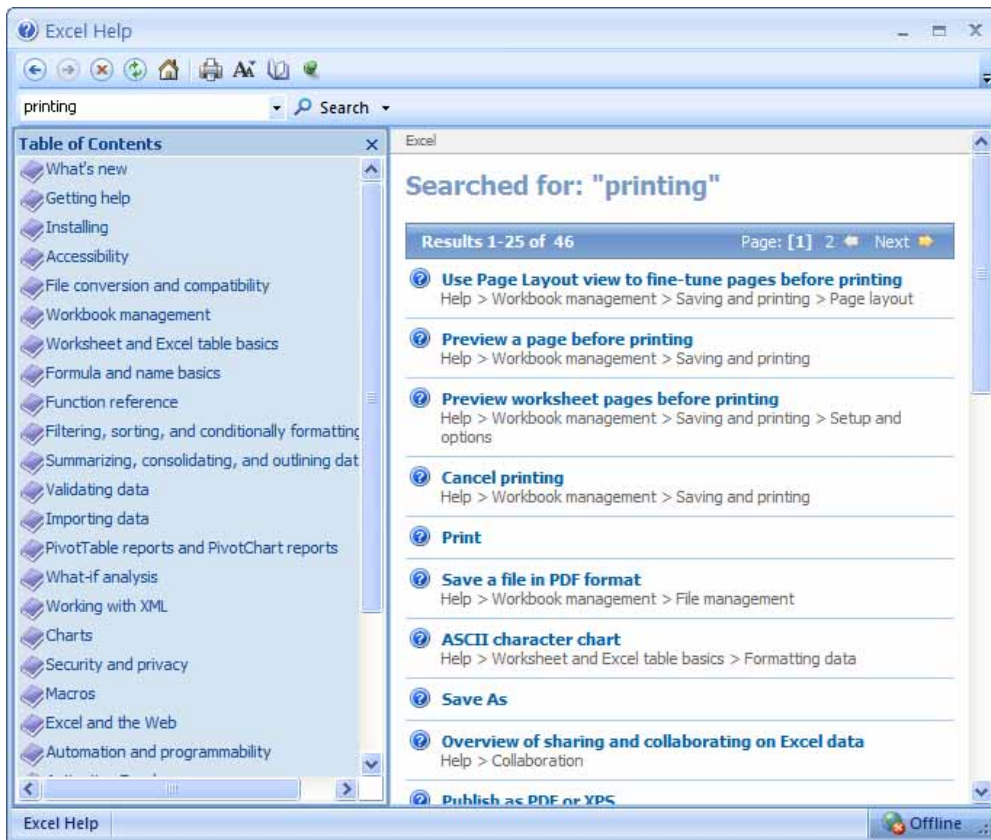 Excel Help
printing
Search
Table of Contents
What's new
Getting help
Installing
Accessibility
File conversion and compatibility
Workbook management
Worksheet and Excel table basics
Formula and name basics
Function reference
Filtering, sorting, and conditionally formatting
Summarizing, consolidating, and outlining dat
Validating data
Importing data
PivotTable reports and PivotChart reports
What-if analysis
Working with XML
Charts
Security and privacy
Macros
Excel and the Web
Automation and programmability
Excel
Searched for: "printing"
Results 1-25 of 46 Page: [1] 2 Next
Use Page Layout view to fine-tune pages before printing
Help > Workbook management > Saving and printing > Page layout
Preview a page before printing
Help > Workbook management > Saving and printing
Preview worksheet pages before printing
Help > Workbook management > Saving and printing > Setup and
options
Cancel printing
Help > Workbook management > Saving and printing
Print
Save a file in PDF format
Help > Workbook management > File management
ASCII character chart
Help > Worksheet and Excel table basics > Formatting data
Save As
Overview of sharing and collaborating on Excel data
Help > Collaboration
Publish as PDF or XPS
Excel Help
Offline